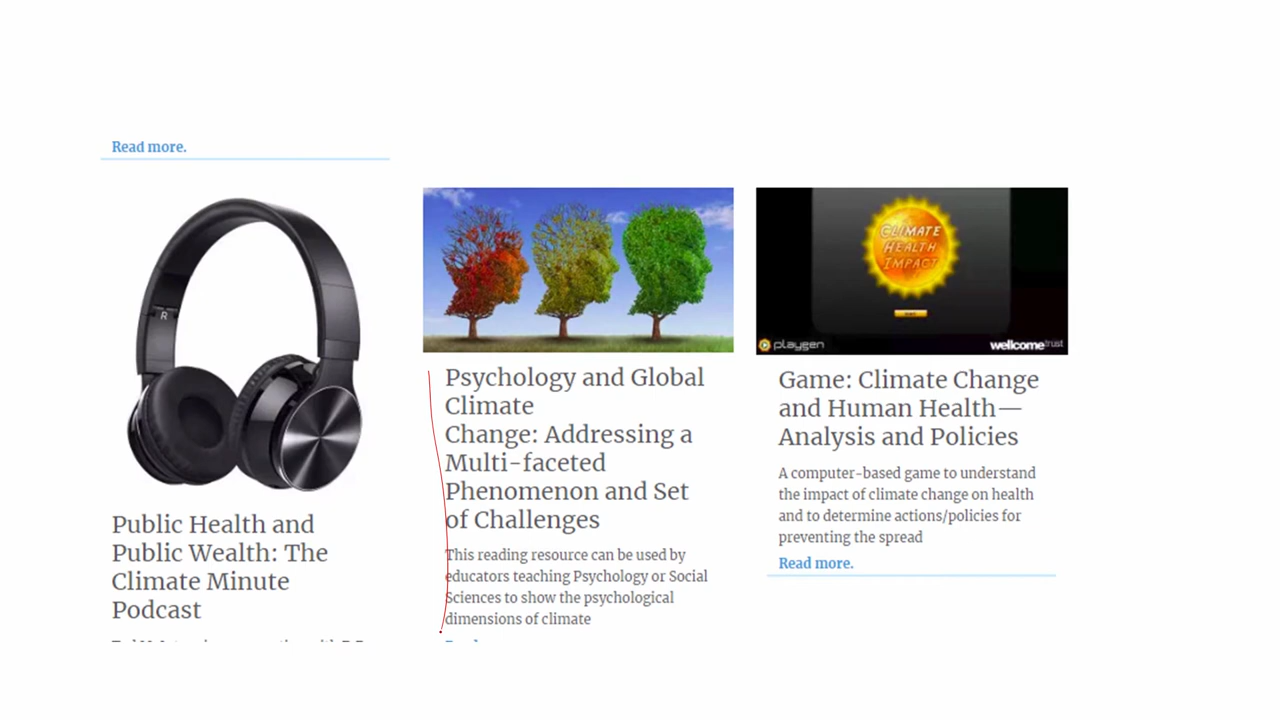 Read more.
R
Public Health and
Public Wealth: The
Climate Minute
Podcast
Psychology and Global
Climate
Change: Addressing a
Multi-faceted
Phenomenon and Set
of Challenges
This reading resource can be used by
educators teaching Psychology or Social
Sciences to show the psychological
dimensions of climate
CLIMATE
HEALTH
IMPACT
playgen
wellcometrust
Game: Climate Change
and Human Health—
Analysis and Policies
A computer-based game to understand
the impact of climate change on health
and to determine actions/policies for
preventing the spread
Read more.